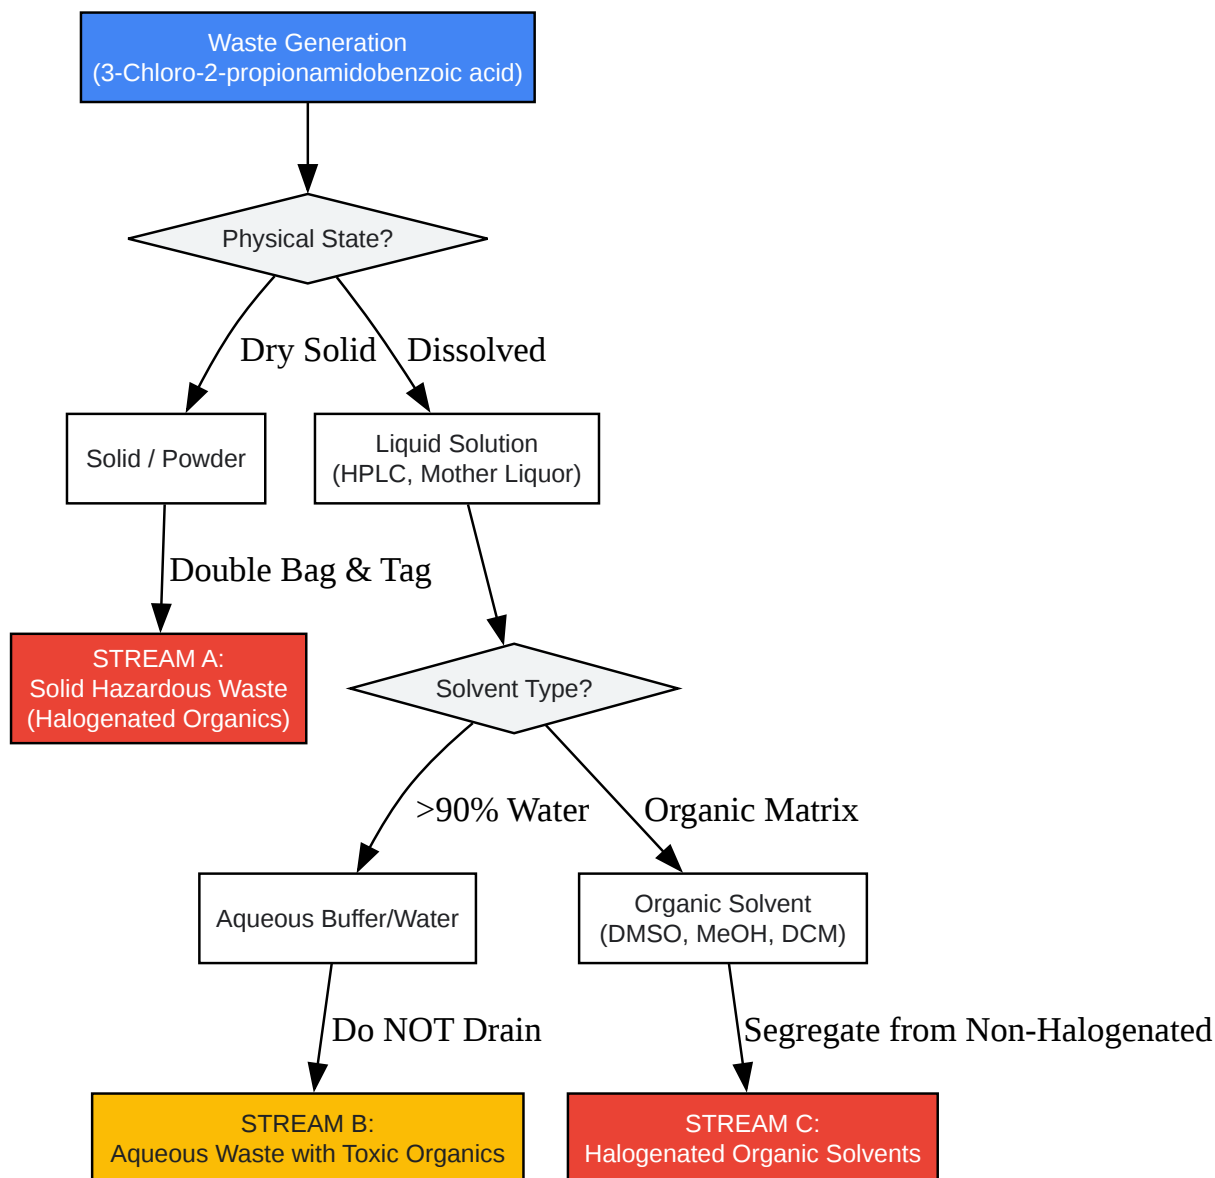 Waste Generation
(3-Chloro-2-propionamidobenzoic acid)
Physical State?
Dry Solid
Dissolved
Solid / Powder
Liquid Solution
(HPLC, Mother Liquor)
Double Bag & Tag
STREAM A:
Solid Hazardous Waste
(Halogenated Organics)
Solvent Type?
>90% Water
Organic Matrix
Aqueous Buffer/Water
Organic Solvent
(DMSO, MeOH, DCM)
Do NOT Drain
Segregate from Non-Halogenated
STREAM B:
Aqueous Waste with Toxic Organics
STREAM C:
Halogenated Organic Solvents